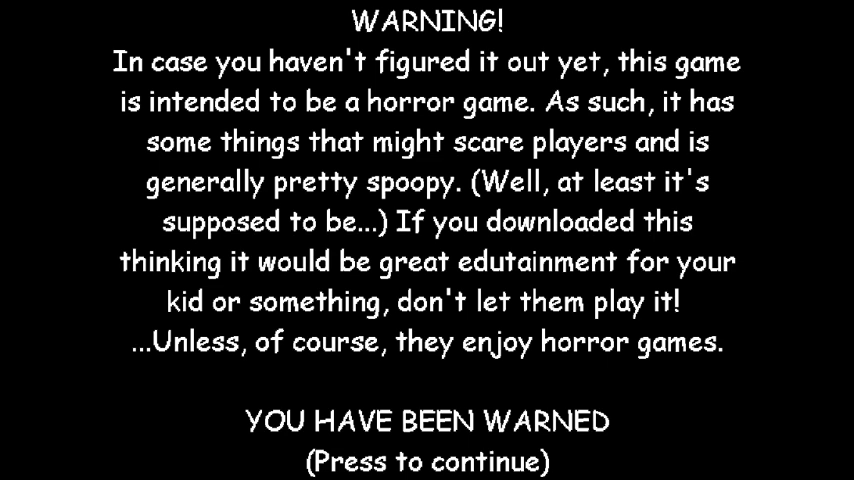 WARNING!
In case you haven't figured it out yet, this game
is intended to be a horror game. As such, it has
some things that might scare players and is
generally pretty spoopy. (Well, at least it's
supposed to be...) If you downloaded this
thinking it would be great edutainment for your
kid or something, don't let them play it!
...Unless, of course, they enjoy horror games.
YOU HAVE BEEN WARNED
(Press to continue)